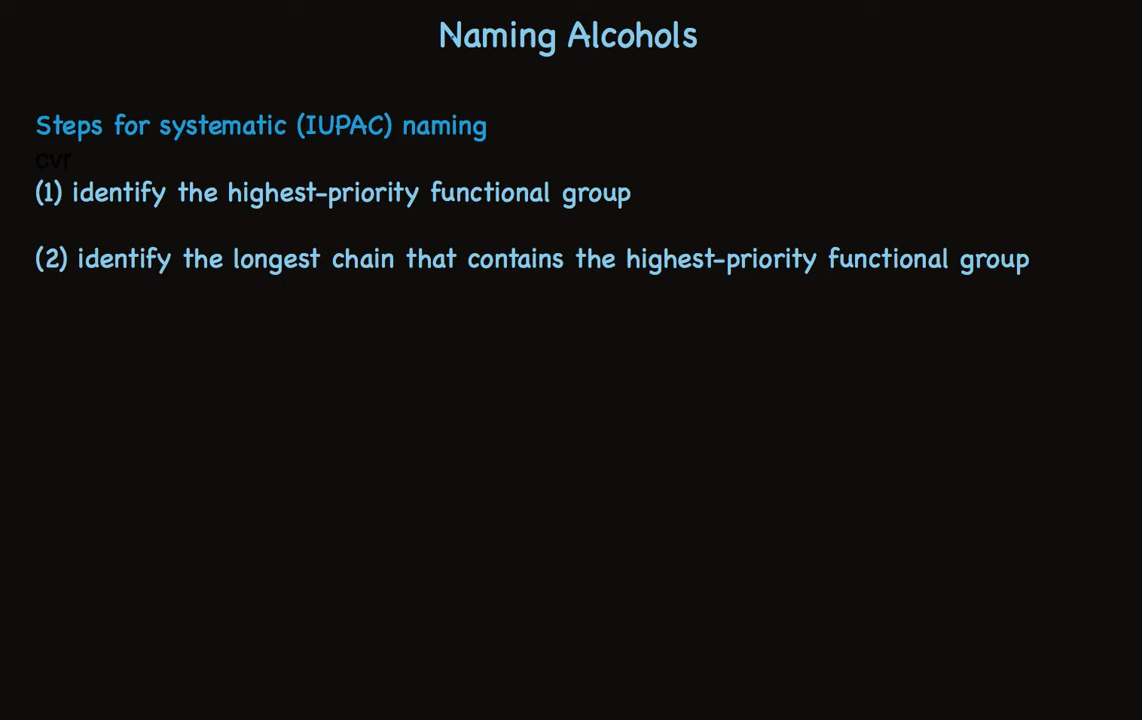 Naming Alcohols
Steps for systematic (IUPAC) naming
cvr
(1) identify the highest-priority functional group
(2) identify the longest chain that contains the highest-priority functional group